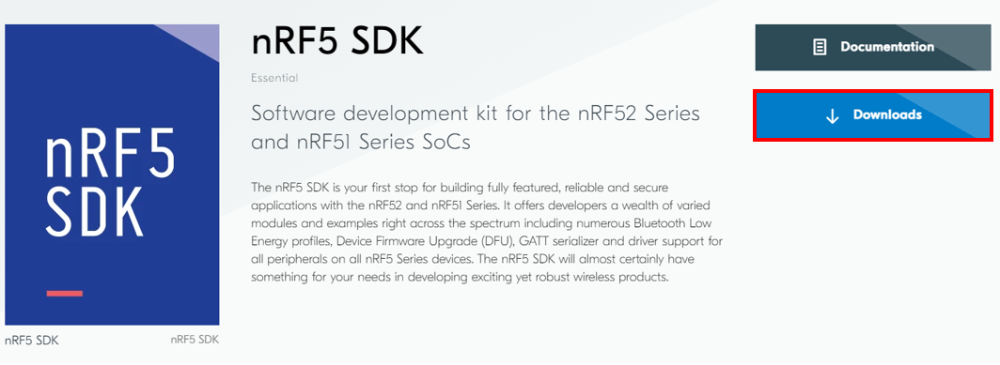 nRF5
SDK
nRF5 SDK
nRF5 SDK
nRF5 SDK
Essential
Software development kit for the nRF52 Series
and nRF51 Series SoCs
The nRF5 SDK is your first stop for building fully featured, reliable and secure
applications with the nRF52 and nRF51 Series. It offers developers a wealth of varied
modules and examples right across the spectrum including numerous Bluetooth Low
Energy profiles, Device Firmware Upgrade (DFU), GATT serializer and driver support for
all peripherals on all nRF5 Series devices. The nRF5 SDK will almost certainly have
something for your needs in developing exciting yet robust wireless products.
Documentation
Downloads